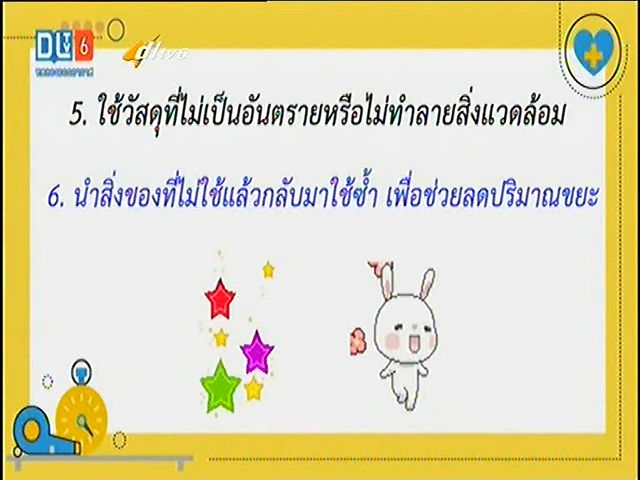 DLTV 6
dltv6
5. ใช้วัสดุที่ไม่เป็นอันตรายหรือไม่ทำลายสิ่งแวดล้อม
6. นำสิ่งของที่ไม่ใช้แล้วกลับมาใช้ซ้ำ เพื่อช่วยลดปริมาณขยะ